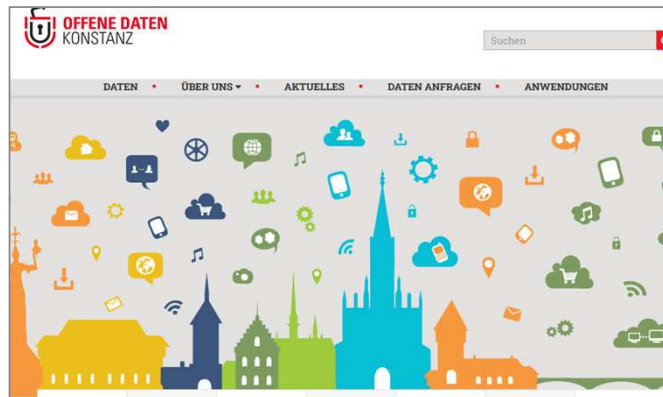 OFFENE DATEN
KONSTANZ
Suchen
DATEN • ÜBER UNS • AKTUELLES • DATEN ANFRAGEN • ANWENDUNGEN